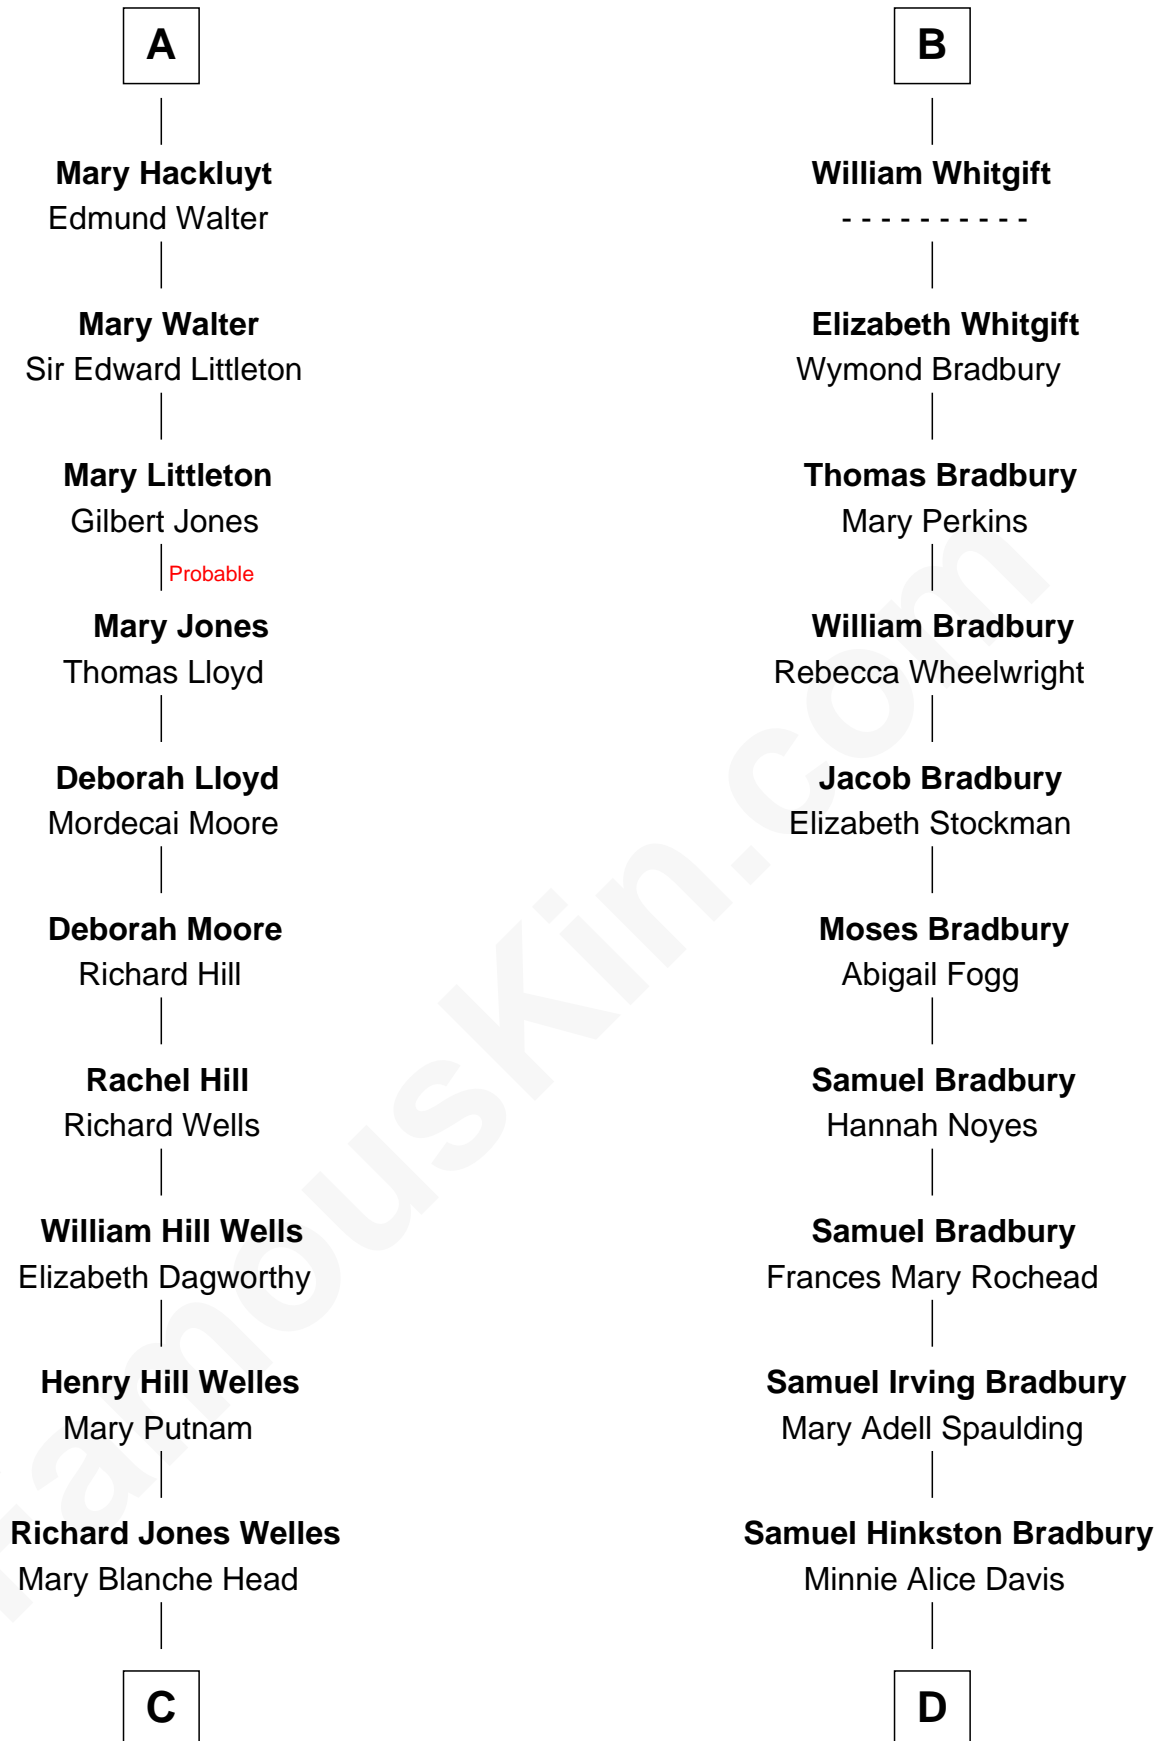 A
Mary Hackluyt
Edmund Walter
Mary Walter
Sir Edward Littleton
Mary Littleton
Gilbert Jones
Probable
Mary Jones
Thomas Lloyd
Deborah Lloyd
Mordecai Moore
Deborah Moore
Richard Hill
Rachel Hill
Richard Wells
William Hill Wells
Elizabeth Dagworthy
Henry Hill Welles
Mary Putnam
Richard Jones Welles
Mary Blanche Head
C
B
William Whitgift
- - - - - - - - - -
Elizabeth Whitgift
Wymond Bradbury
Thomas Bradbury
Mary Perkins
William Bradbury
Rebecca Wheelwright
Jacob Bradbury
Elizabeth Stockman
Moses Bradbury
Abigail Fogg
Samuel Bradbury
Hannah Noyes
Samuel Bradbury
Frances Mary Rochead
Samuel Irving Bradbury
Mary Adell Spaulding
Samuel Hinkston Bradbury
Minnie Alice Davis
D
FamousKin.com